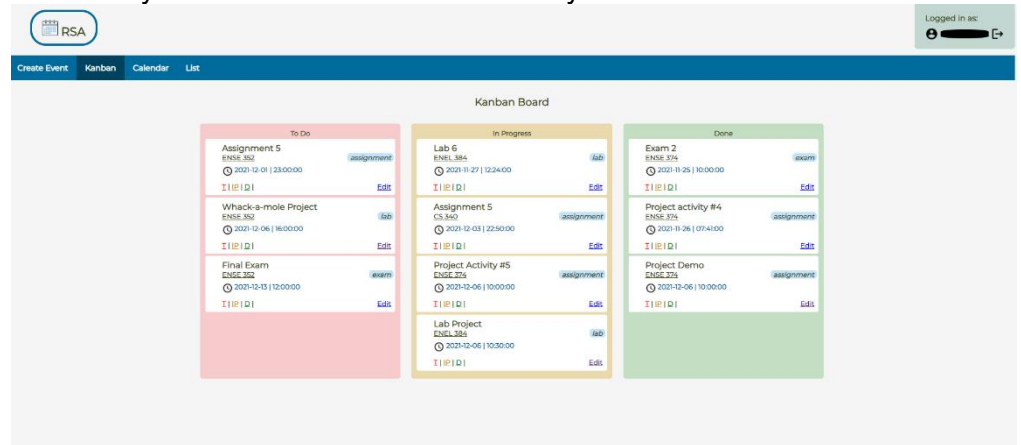 RSA
Logged in as:
Create Event Kanban Calendar List
Kanban Board
To Do
Assignment 5
ENSE 352
assignment
2021-12-01 | 23:00:00
T | IP | D |
Edit
Whack-a-mole Project
ENSE 352
lab
2021-12-06 | 16:00:00
T | IP | D |
Edit
Final Exam
ENSE 352
exam
2021-12-13 | 12:00:00
T | IP | D |
Edit
In Progress
Lab 6
ENEL 384
lab
2021-11-27 | 12:24:00
T | IP | D |
Edit
Assignment 5
CS 340
assignment
2021-12-03 | 22:50:00
T | IP | D |
Edit
Project Activity #5
ENSE 374
assignment
2021-12-06 | 10:00:00
T | IP | D |
Edit
Lab Project
ENEL 384
lab
2021-12-06 | 10:30:00
T | IP | D |
Edit
Done
Exam 2
ENSE 374
exam
2021-11-25 | 10:00:00
T | IP | D |
Edit
Project activity #4
ENSE 374
assignment
2021-11-26 | 07:41:00
T | IP | D |
Edit
Project Demo
ENSE 374
assignment
2021-12-06 | 10:00:00
T | IP | D |
Edit